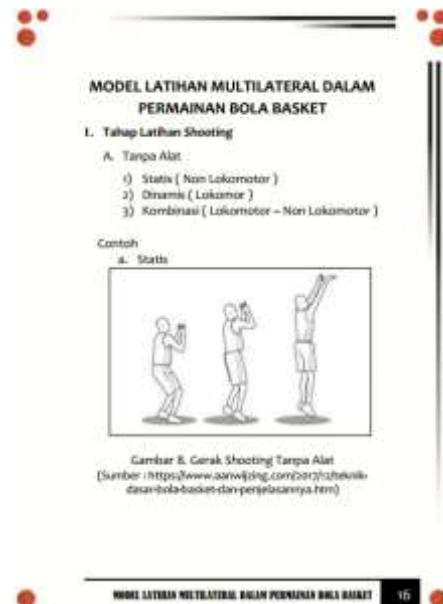 MODEL LATIHAN MULTILATERAL DALAM
PERMAINAN BOLA BASKET
I. Tahap Latihan Shooting
A. Tanpa Alat
1) Statis ( Non Lokomotor )
2) Dinamis ( Lokomor )
3) Kombinasi ( Lokomotor – Non Lokomotor )
Contoh
a. Statis
Gambar 8. Gerak Shooting Tanpa Alat
(Sumber : https://www.aanwijzing.com/2017/12/teknik-
dasar-bola-basket-dan-penjelasannya.htm)
MODEL LATIHAN MULTILATERAL DALAM PERMAINAN BOLA BASKET 16